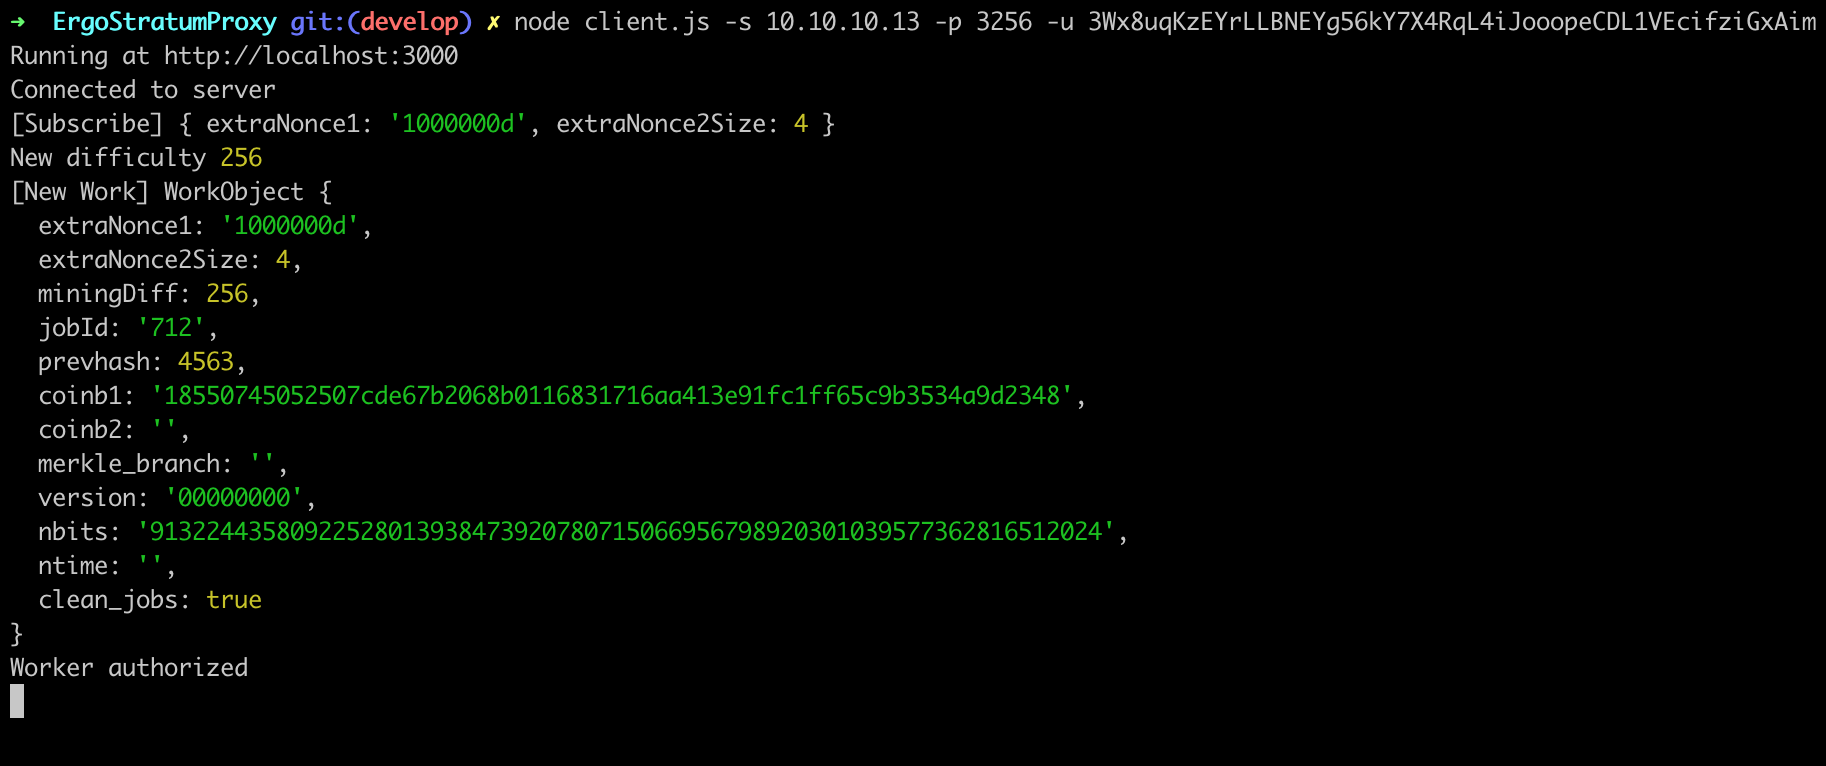 ➜  ErgoStratumProxy git:(develop) ✗ node client.js -s 10.10.10.13 -p 3256 -u 3Wx8uqKzEYrLLBNEYg56kY7X4RqL4iJooopeCDL1VEcifziGxAim
Running at http://localhost:3000
Connected to server
[Subscribe] { extraNonce1: '1000000d', extraNonce2Size: 4 }
New difficulty 256
[New Work] WorkObject {
  extraNonce1: '1000000d',
  extraNonce2Size: 4,
  miningDiff: 256,
  jobId: '712',
  prevhash: 4563,
  coinb1: '18550745052507cde67b2068b0116831716aa413e91fc1ff65c9b3534a9d2348',
  coinb2: '',
  merkle_branch: '',
  version: '00000000',
  nbits: '91322443580922528013938473920780715066956798920301039577362816512024',
  ntime: '',
  clean_jobs: true
}
Worker authorized